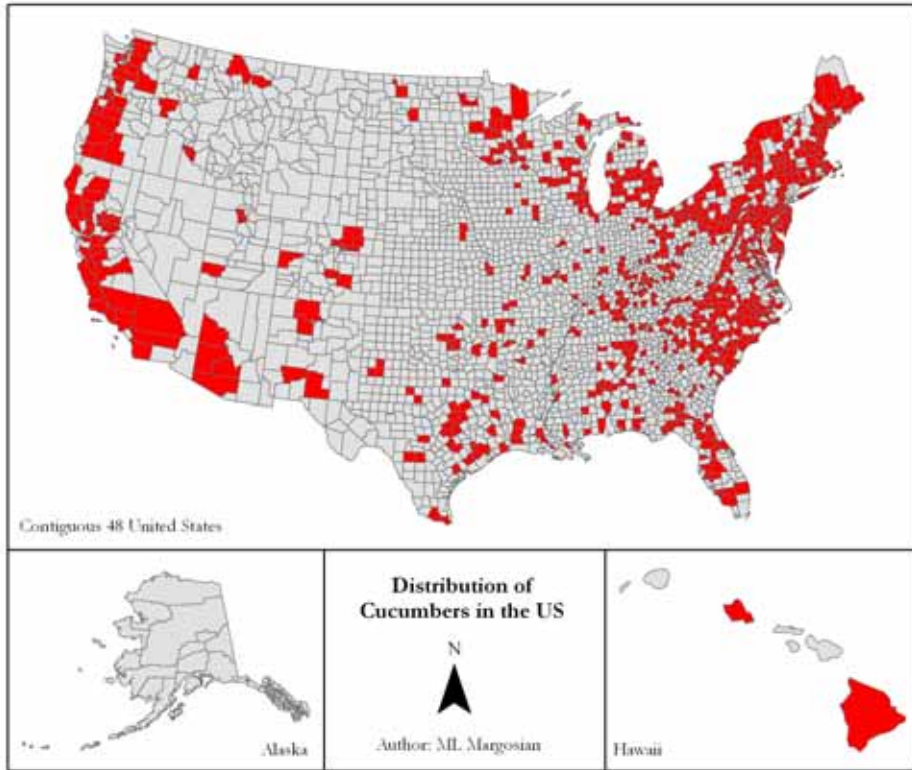 Contiguous 48 United States
Alaska
Distribution of
Cucumbers in the US
N
Author: ML Margosian
Hawaii